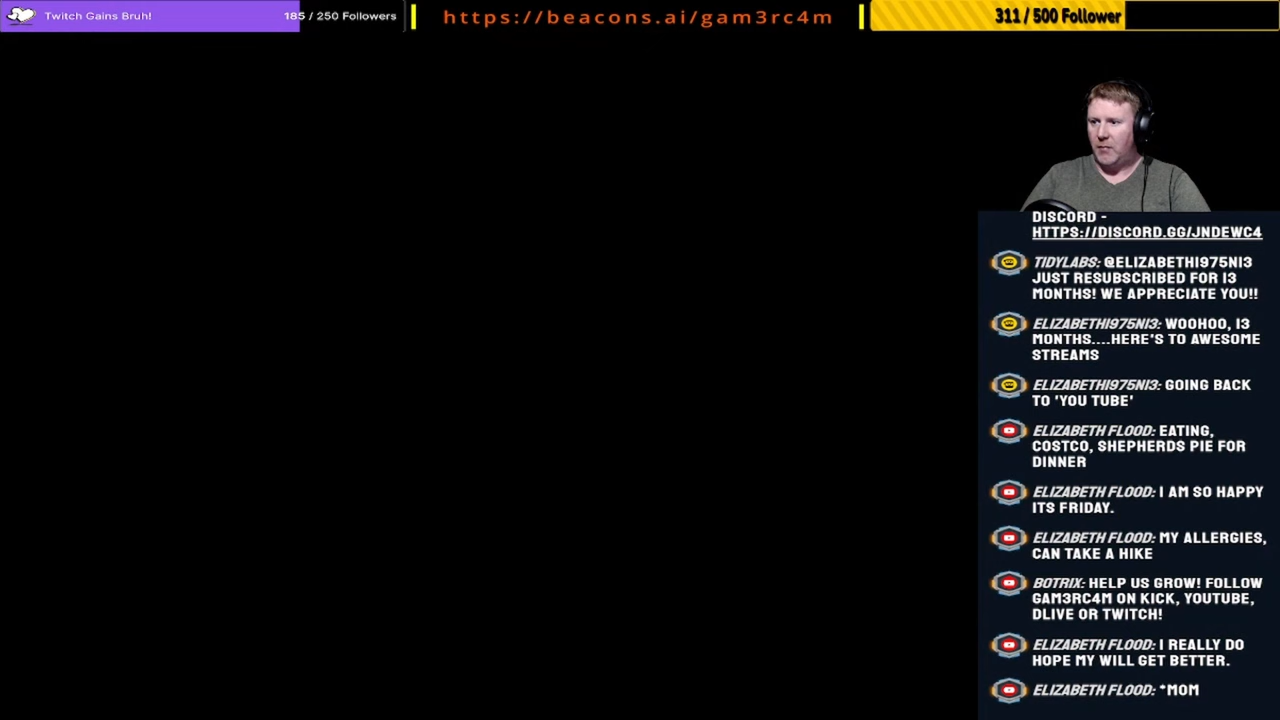 Twitch Gains Bruh! 185 / 250 Followers
https://beacons.ai/gam3rc4m
311 / 500 Follower
DISCORD -
HTTPS://DISCORD.GG/JNDEWC4
TIDYLABS: @ELIZABETH1975NI3
JUST RESUBSCRIBED FOR 13
MONTHS! WE APPRECIATE YOU!!
ELIZABETH1975NI3: WOOHOO, 13
MONTHS....HERE'S TO AWESOME
STREAMS
ELIZABETH1975NI3: GOING BACK
TO 'YOU TUBE'
ELIZABETH FLOOD: EATING,
COSTCO, SHEPHERDS PIE FOR
DINNER
ELIZABETH FLOOD: I AM SO HAPPY
ITS FRIDAY.
ELIZABETH FLOOD: MY ALLERGIES,
CAN TAKE A HIKE
BOTRIX: HELP US GROW! FOLLOW
GAM3RC4M ON KICK, YOUTUBE,
DLIVE OR TWITCH!
ELIZABETH FLOOD: I REALLY DO
HOPE MY WILL GET BETTER.
ELIZABETH FLOOD: *MOM